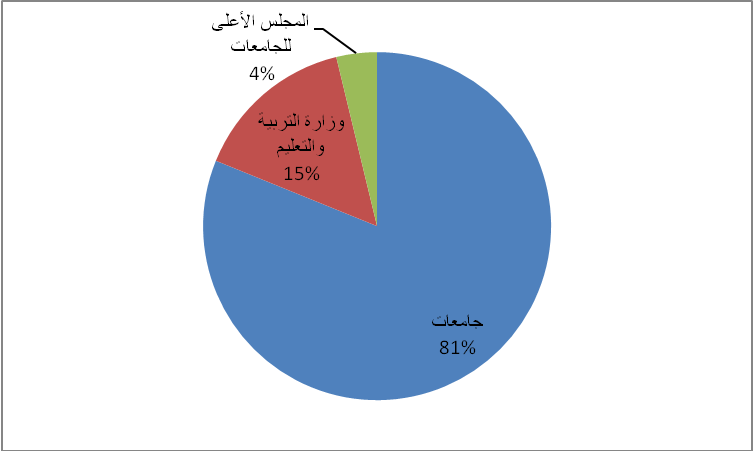 المجلس الأعلى
للجامعات
4%
وزارة التربية
والتعليم
15%
جامعات
81%